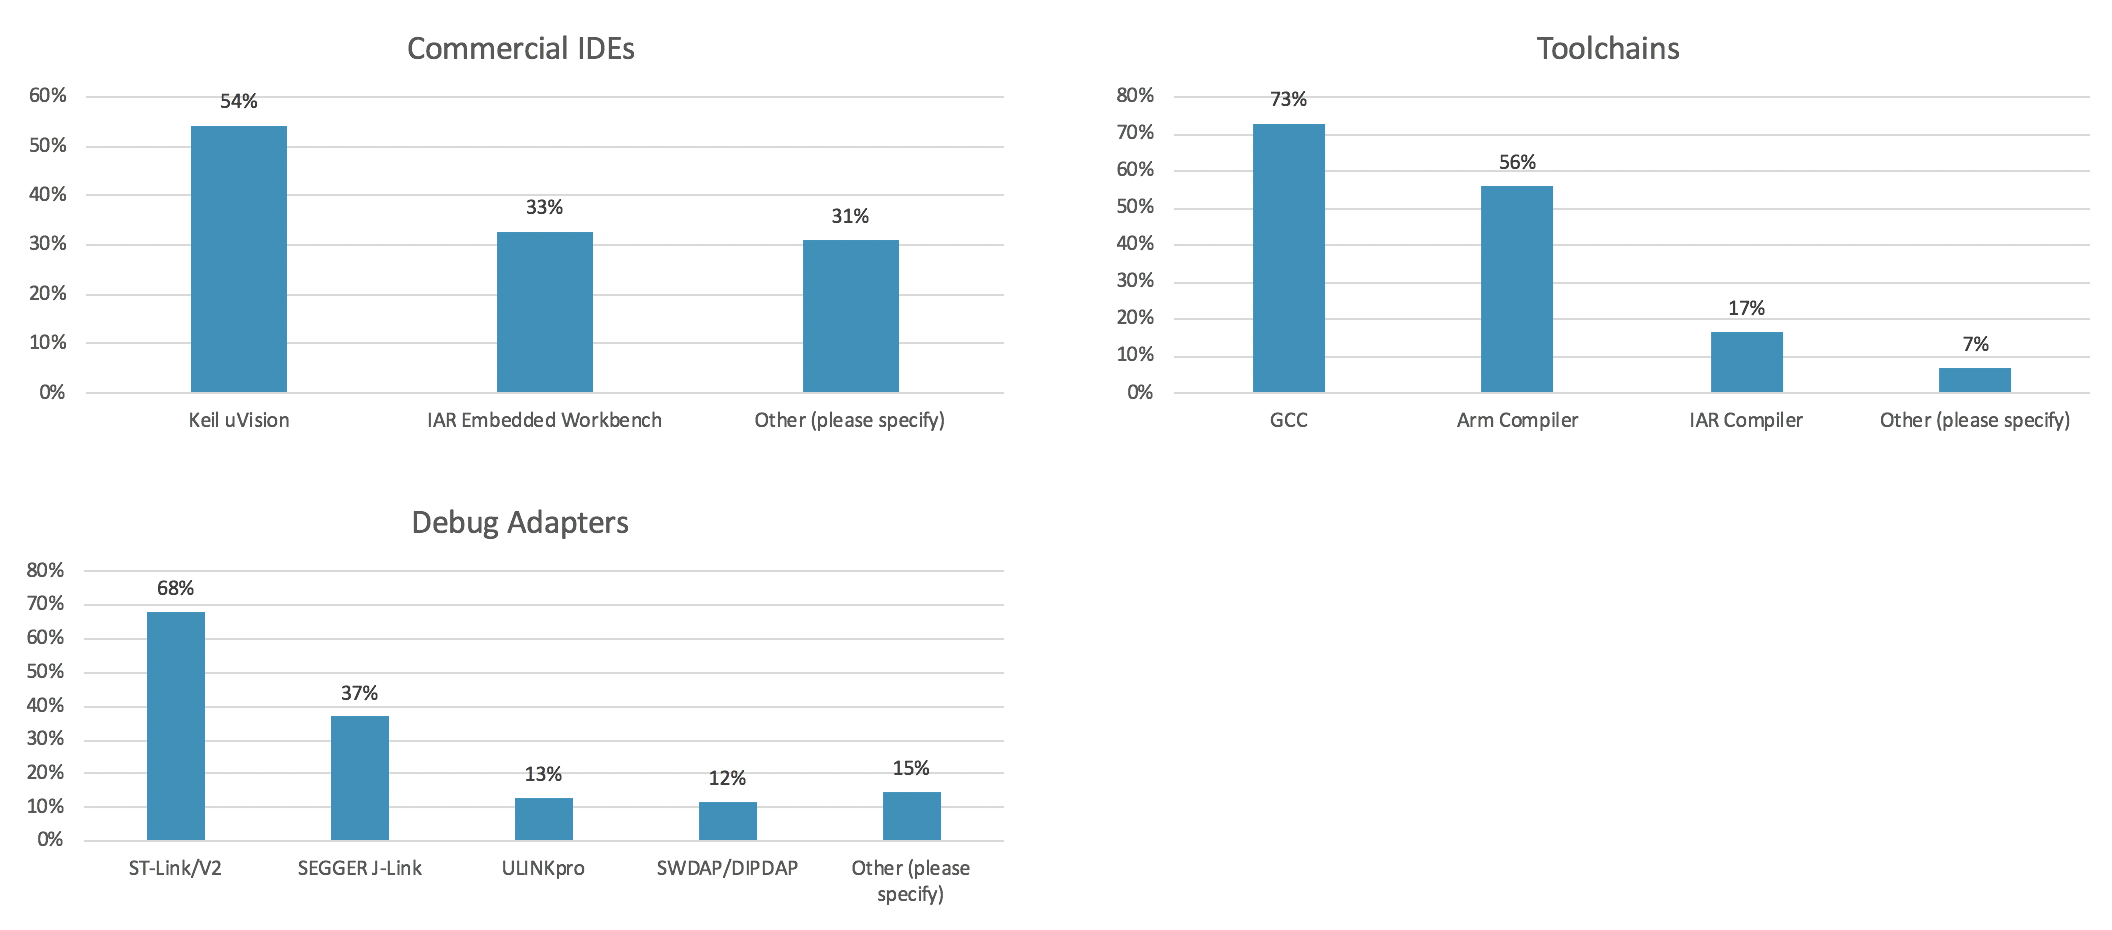 Commercial IDEs
60%
50%
40%
30%
20%
10%
0%
54%
33%
31%
Keil uVision
IAR Embedded Workbench
Other (please specify)
Toolchains
80%
70%
60%
50%
40%
30%
20%
10%
0%
73%
56%
17%
7%
GCC
Arm Compiler
IAR Compiler
Other (please specify)
Debug Adapters
80%
70%
60%
50%
40%
30%
20%
10%
0%
68%
37%
13%
12%
15%
ST-Link/V2
SEGGER J-Link
ULINKpro
SWDAP/DIPDAP
Other (please
specify)